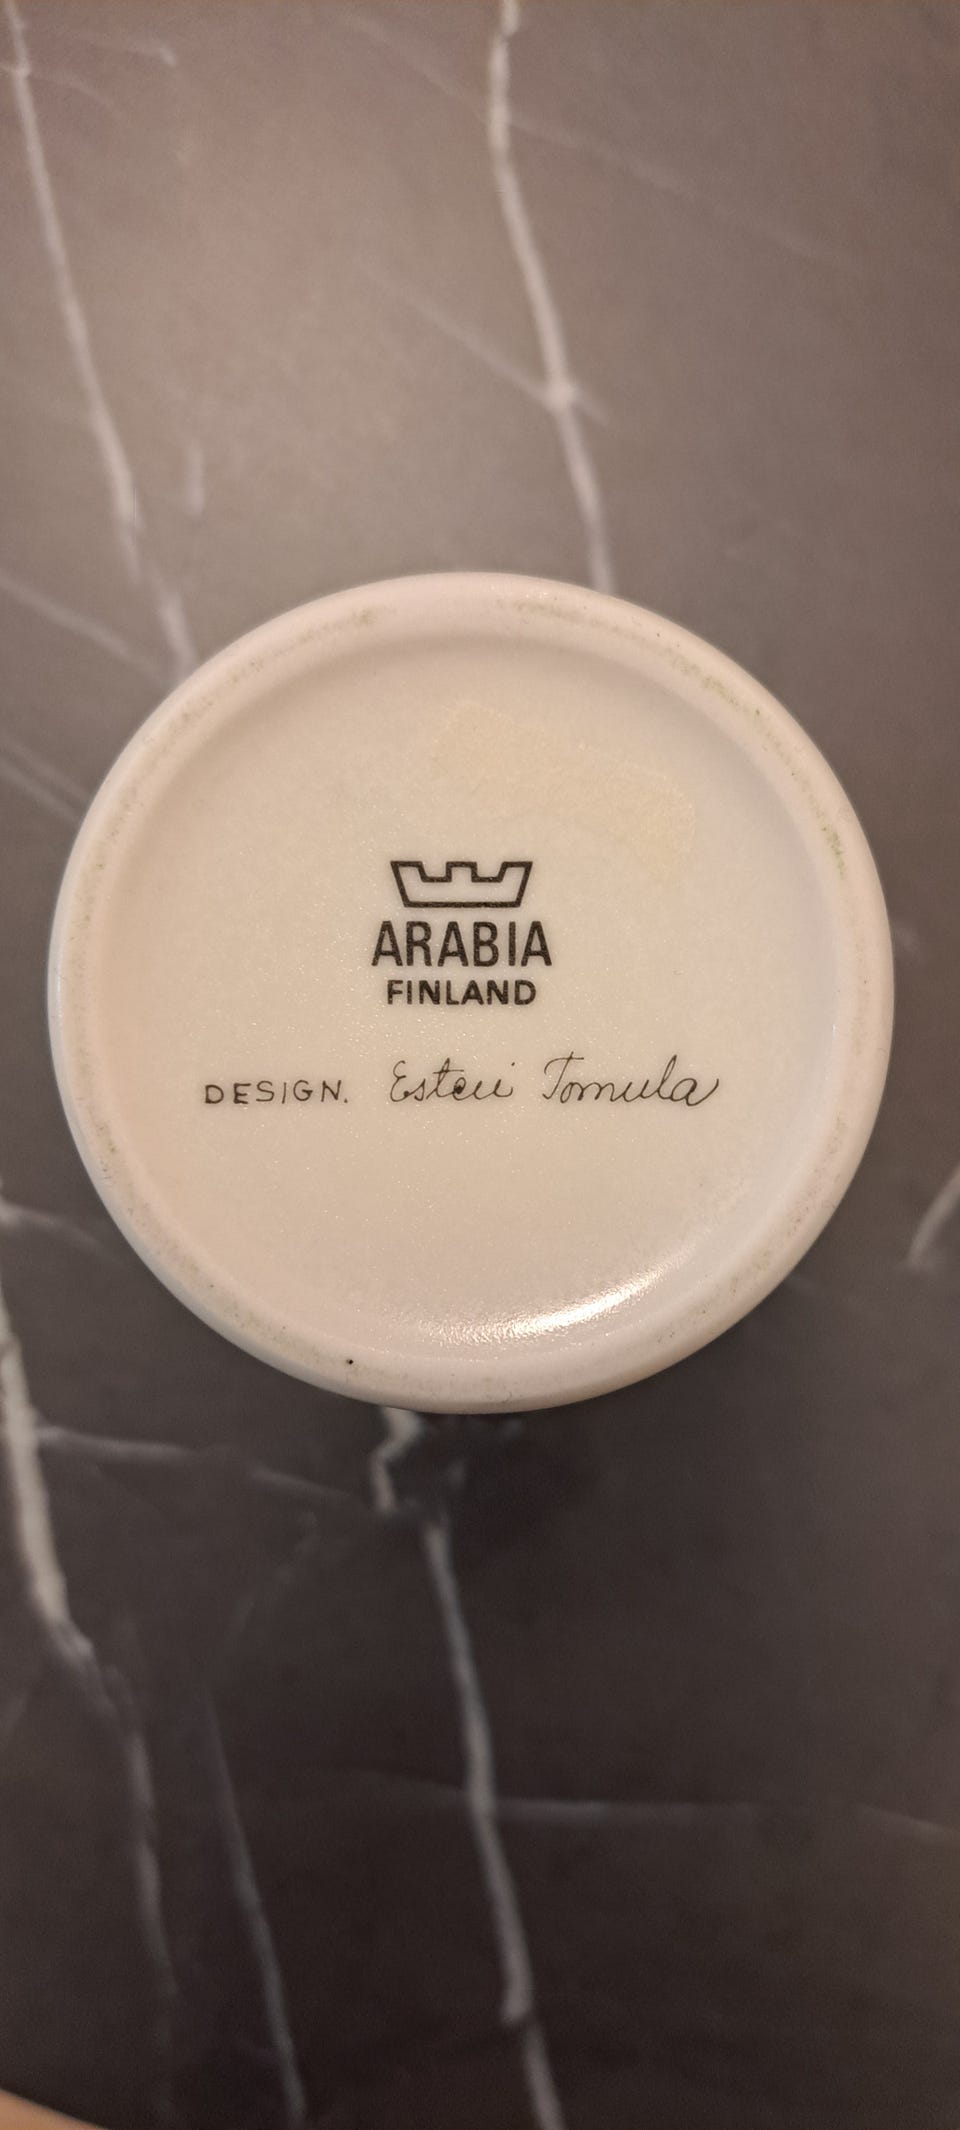 ARABIA
FINLAND
DESIGN. Esteri Tomula